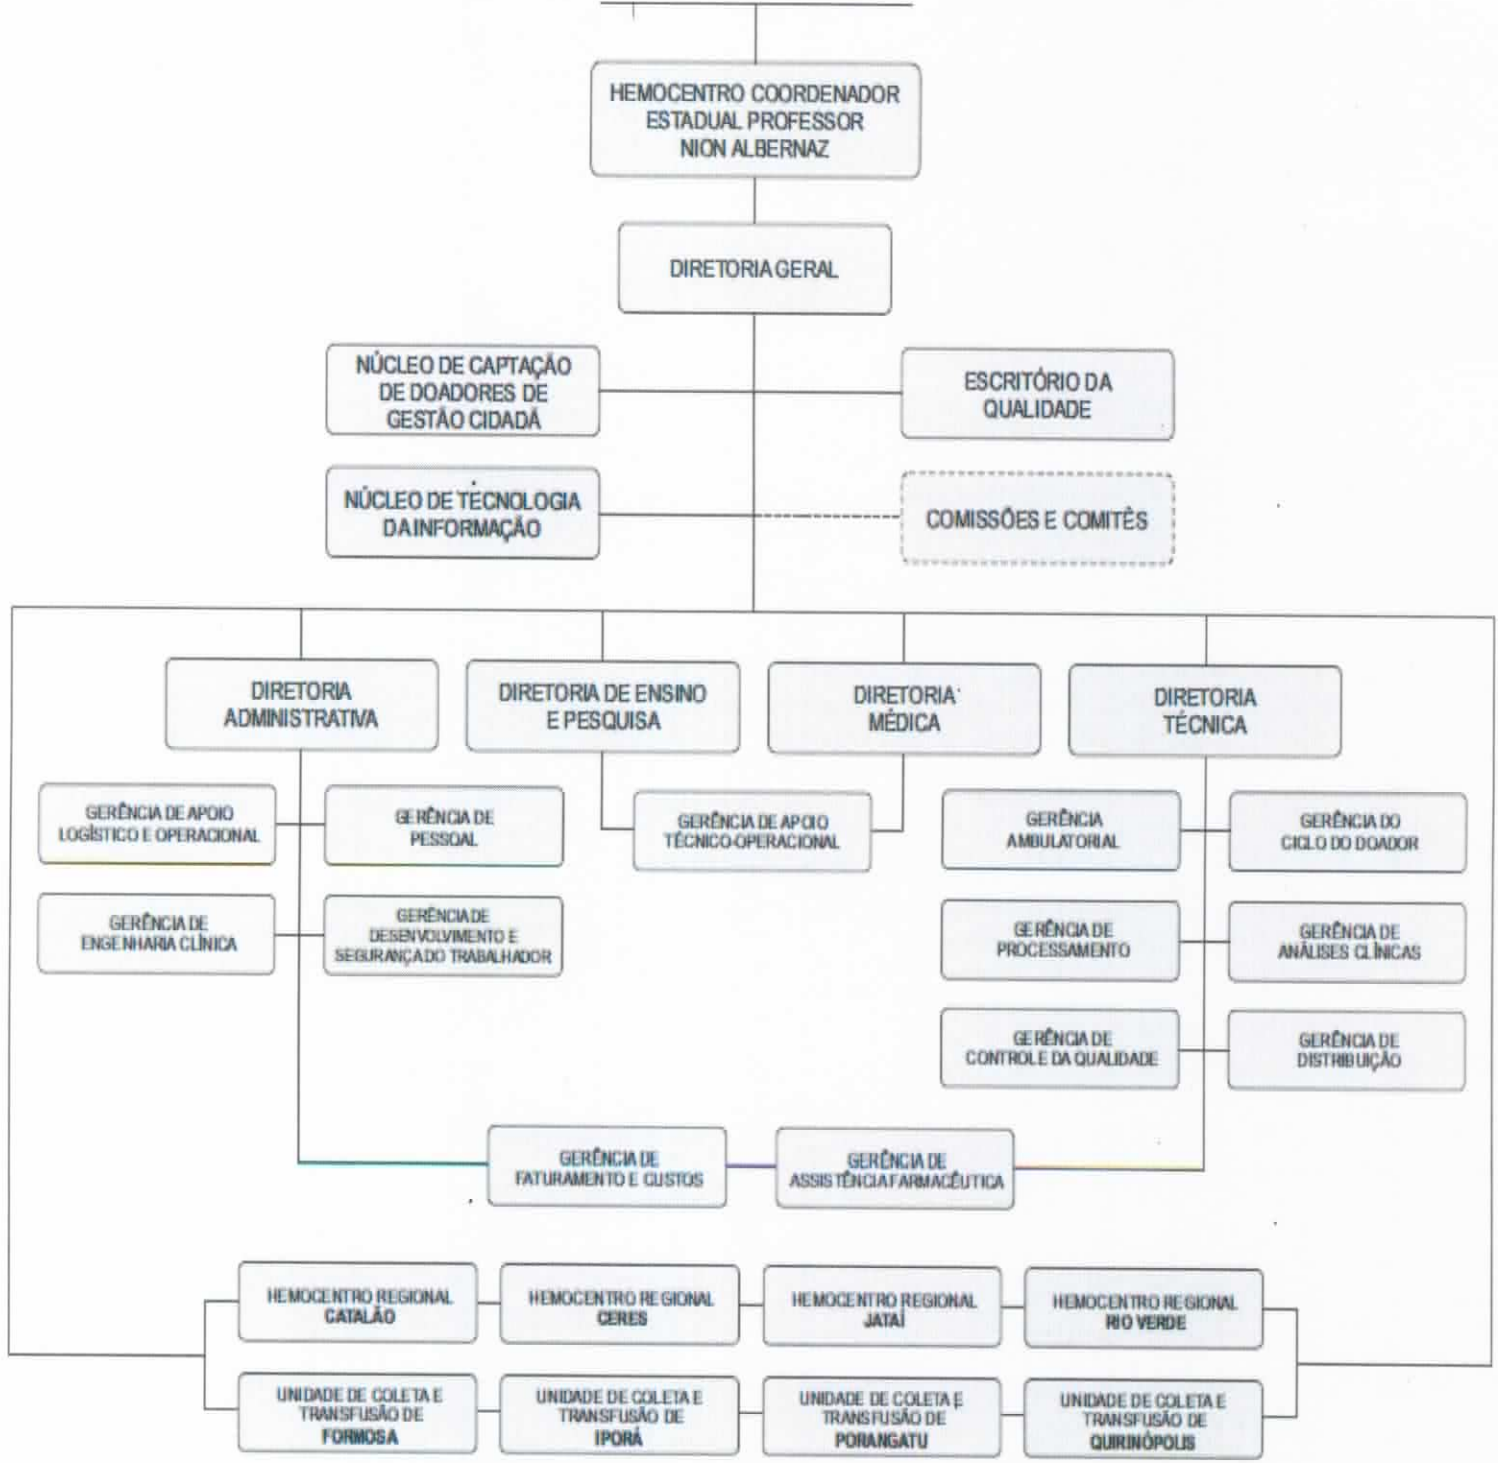 HEMOCENTRO COORDENADOR
ESTADUAL PROFESSOR
NION ALBERNAZ
DIRETORIA GERAL
NÚCLEO DE CAPTAÇÃO
DE DOADORES DE
GESTÃO CIDADÃ
ESCRITÓRIO DA
QUALIDADE
NÚCLEO DE TECNOLOGIA
DA INFORMAÇÃO
COMISSÕES E COMITÊS
DIRETORIA
ADMINISTRATIVA
DIRETORIA DE ENSINO
E PESQUISA
DIRETORIA
MÉDICA
DIRETORIA
TÉCNICA
GERÊNCIA DE APOIO
LOGÍSTICO E OPERACIONAL
GERÊNCIA DE
PESSOAL
GERÊNCIA DE APOIO
TÉCNICO-OPERACIONAL
GERÊNCIA
AMBULATORIAL
GERÊNCIA DO
CICLO DO DOADOR
GERÊNCIA DE
ENGENHARIA CLÍNICA
GERÊNCIA DE
DESENVOLVIMENTO E
SEGURANÇA DO TRABALHADOR
GERÊNCIA DE
PROCESSAMENTO
GERÊNCIA DE
ANÁLISES CLÍNICAS
GERÊNCIA DE
CONTROLE DA QUALIDADE
GERÊNCIA DE
DISTRIBUIÇÃO
GERÊNCIA DE
FATURAMENTO E CUSTOS
GERÊNCIA DE
ASSISTÊNCIA FARMACÊUTICA
HEMOCENTRO REGIONAL
CATALÃO
HEMOCENTRO REGIONAL
CERES
HEMOCENTRO REGIONAL
JATAÍ
HEMOCENTRO REGIONAL
RIO VERDE
UNIDADE DE COLETA E
TRANSFUSÃO DE
FORMOSA
UNIDADE DE COLETA E
TRANSFUSÃO DE
IPORÁ
UNIDADE DE COLETA E
TRANSFUSÃO DE
PORANGATU
UNIDADE DE COLETA E
TRANSFUSÃO DE
QUIRINÓPOLIS